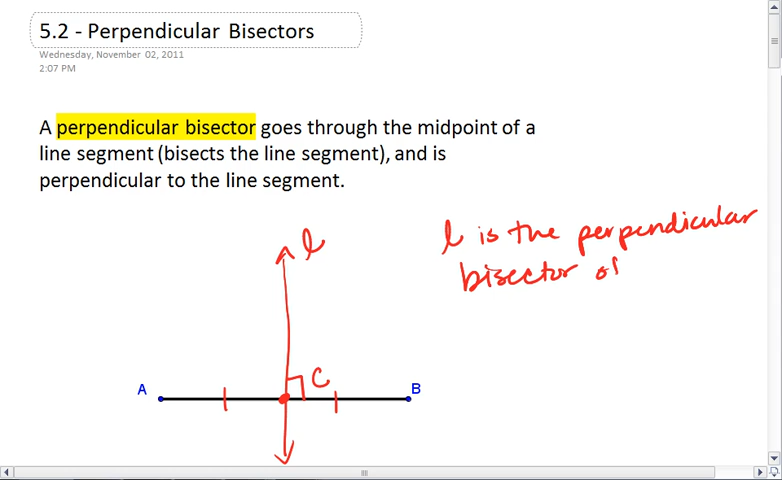 5.2 - Perpendicular Bisectors
Wednesday, November 02, 2011
2:07 PM
A perpendicular bisector goes through the midpoint of a
line segment (bisects the line segment), and is
perpendicular to the line segment.
l
l is the perpendicular
bisector of
C
A
B